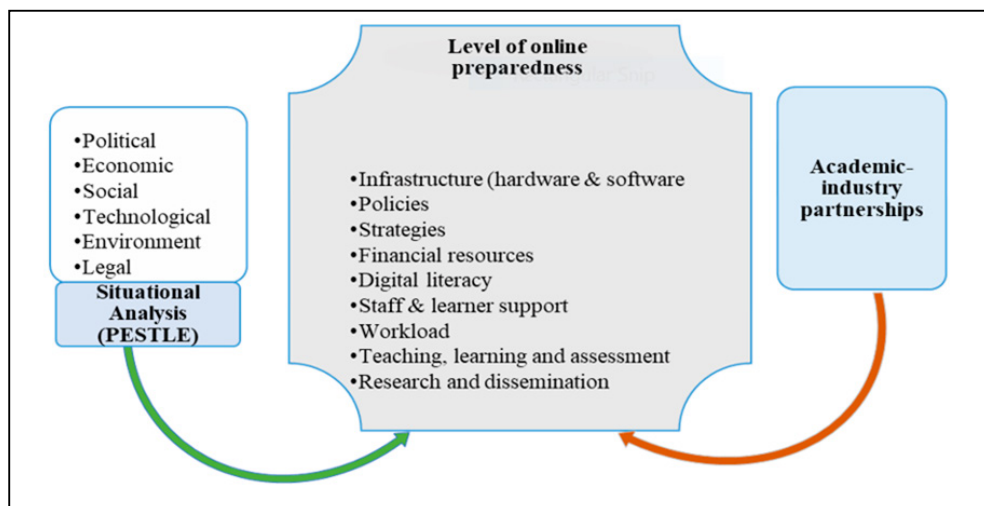 Level of online
preparedness
•Political
•Economic
•Social
•Technological
•Environment
•Legal
Situational
Analysis
(PESTLE)
•Infrastructure (hardware & software
•Policies
•Strategies
•Financial resources
•Digital literacy
•Staff & learner support
•Workload
•Teaching, learning and assessment
•Research and dissemination
Academic-
industry
partnerships